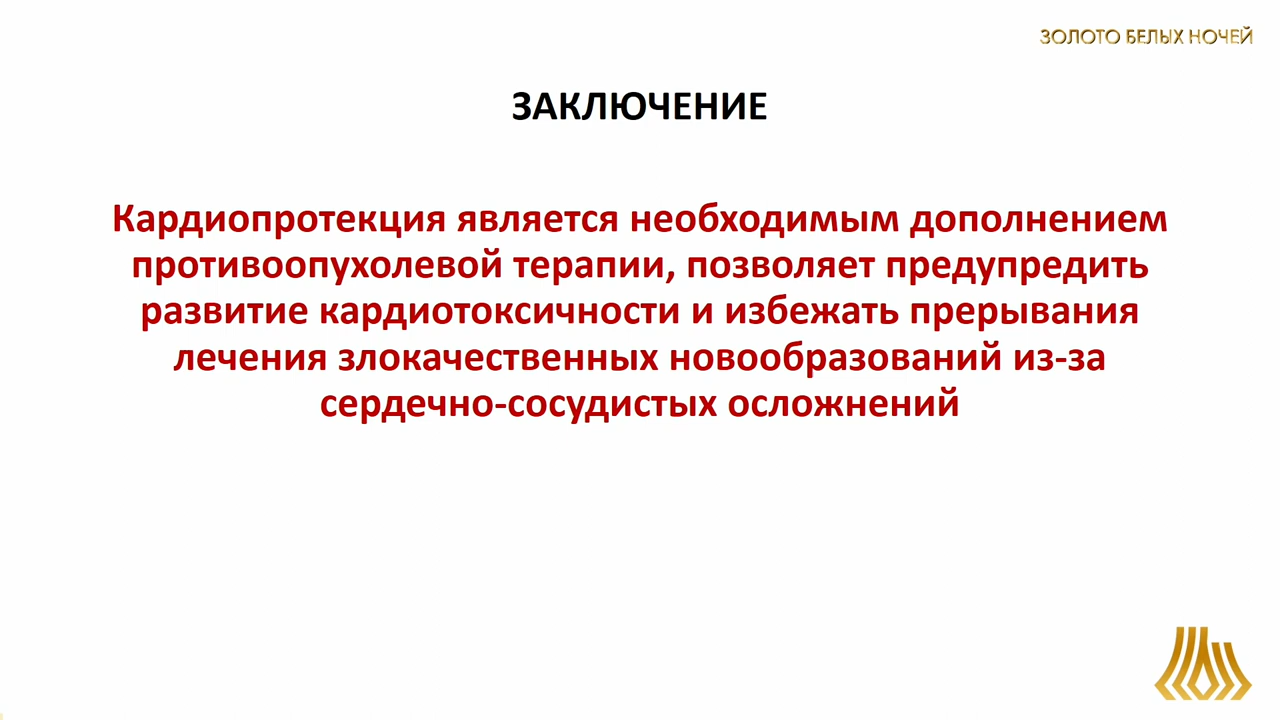 ЗОЛОТО БЕЛЫХ НОЧЕЙ
ЗАКЛЮЧЕНИЕ
Кардиопротекция является необходимым дополнением
противоопухолевой терапии, позволяет предупредить
развитие кардиотоксичности и избежать прерывания
лечения злокачественных новообразований из-за
сердечно-сосудистых осложнений